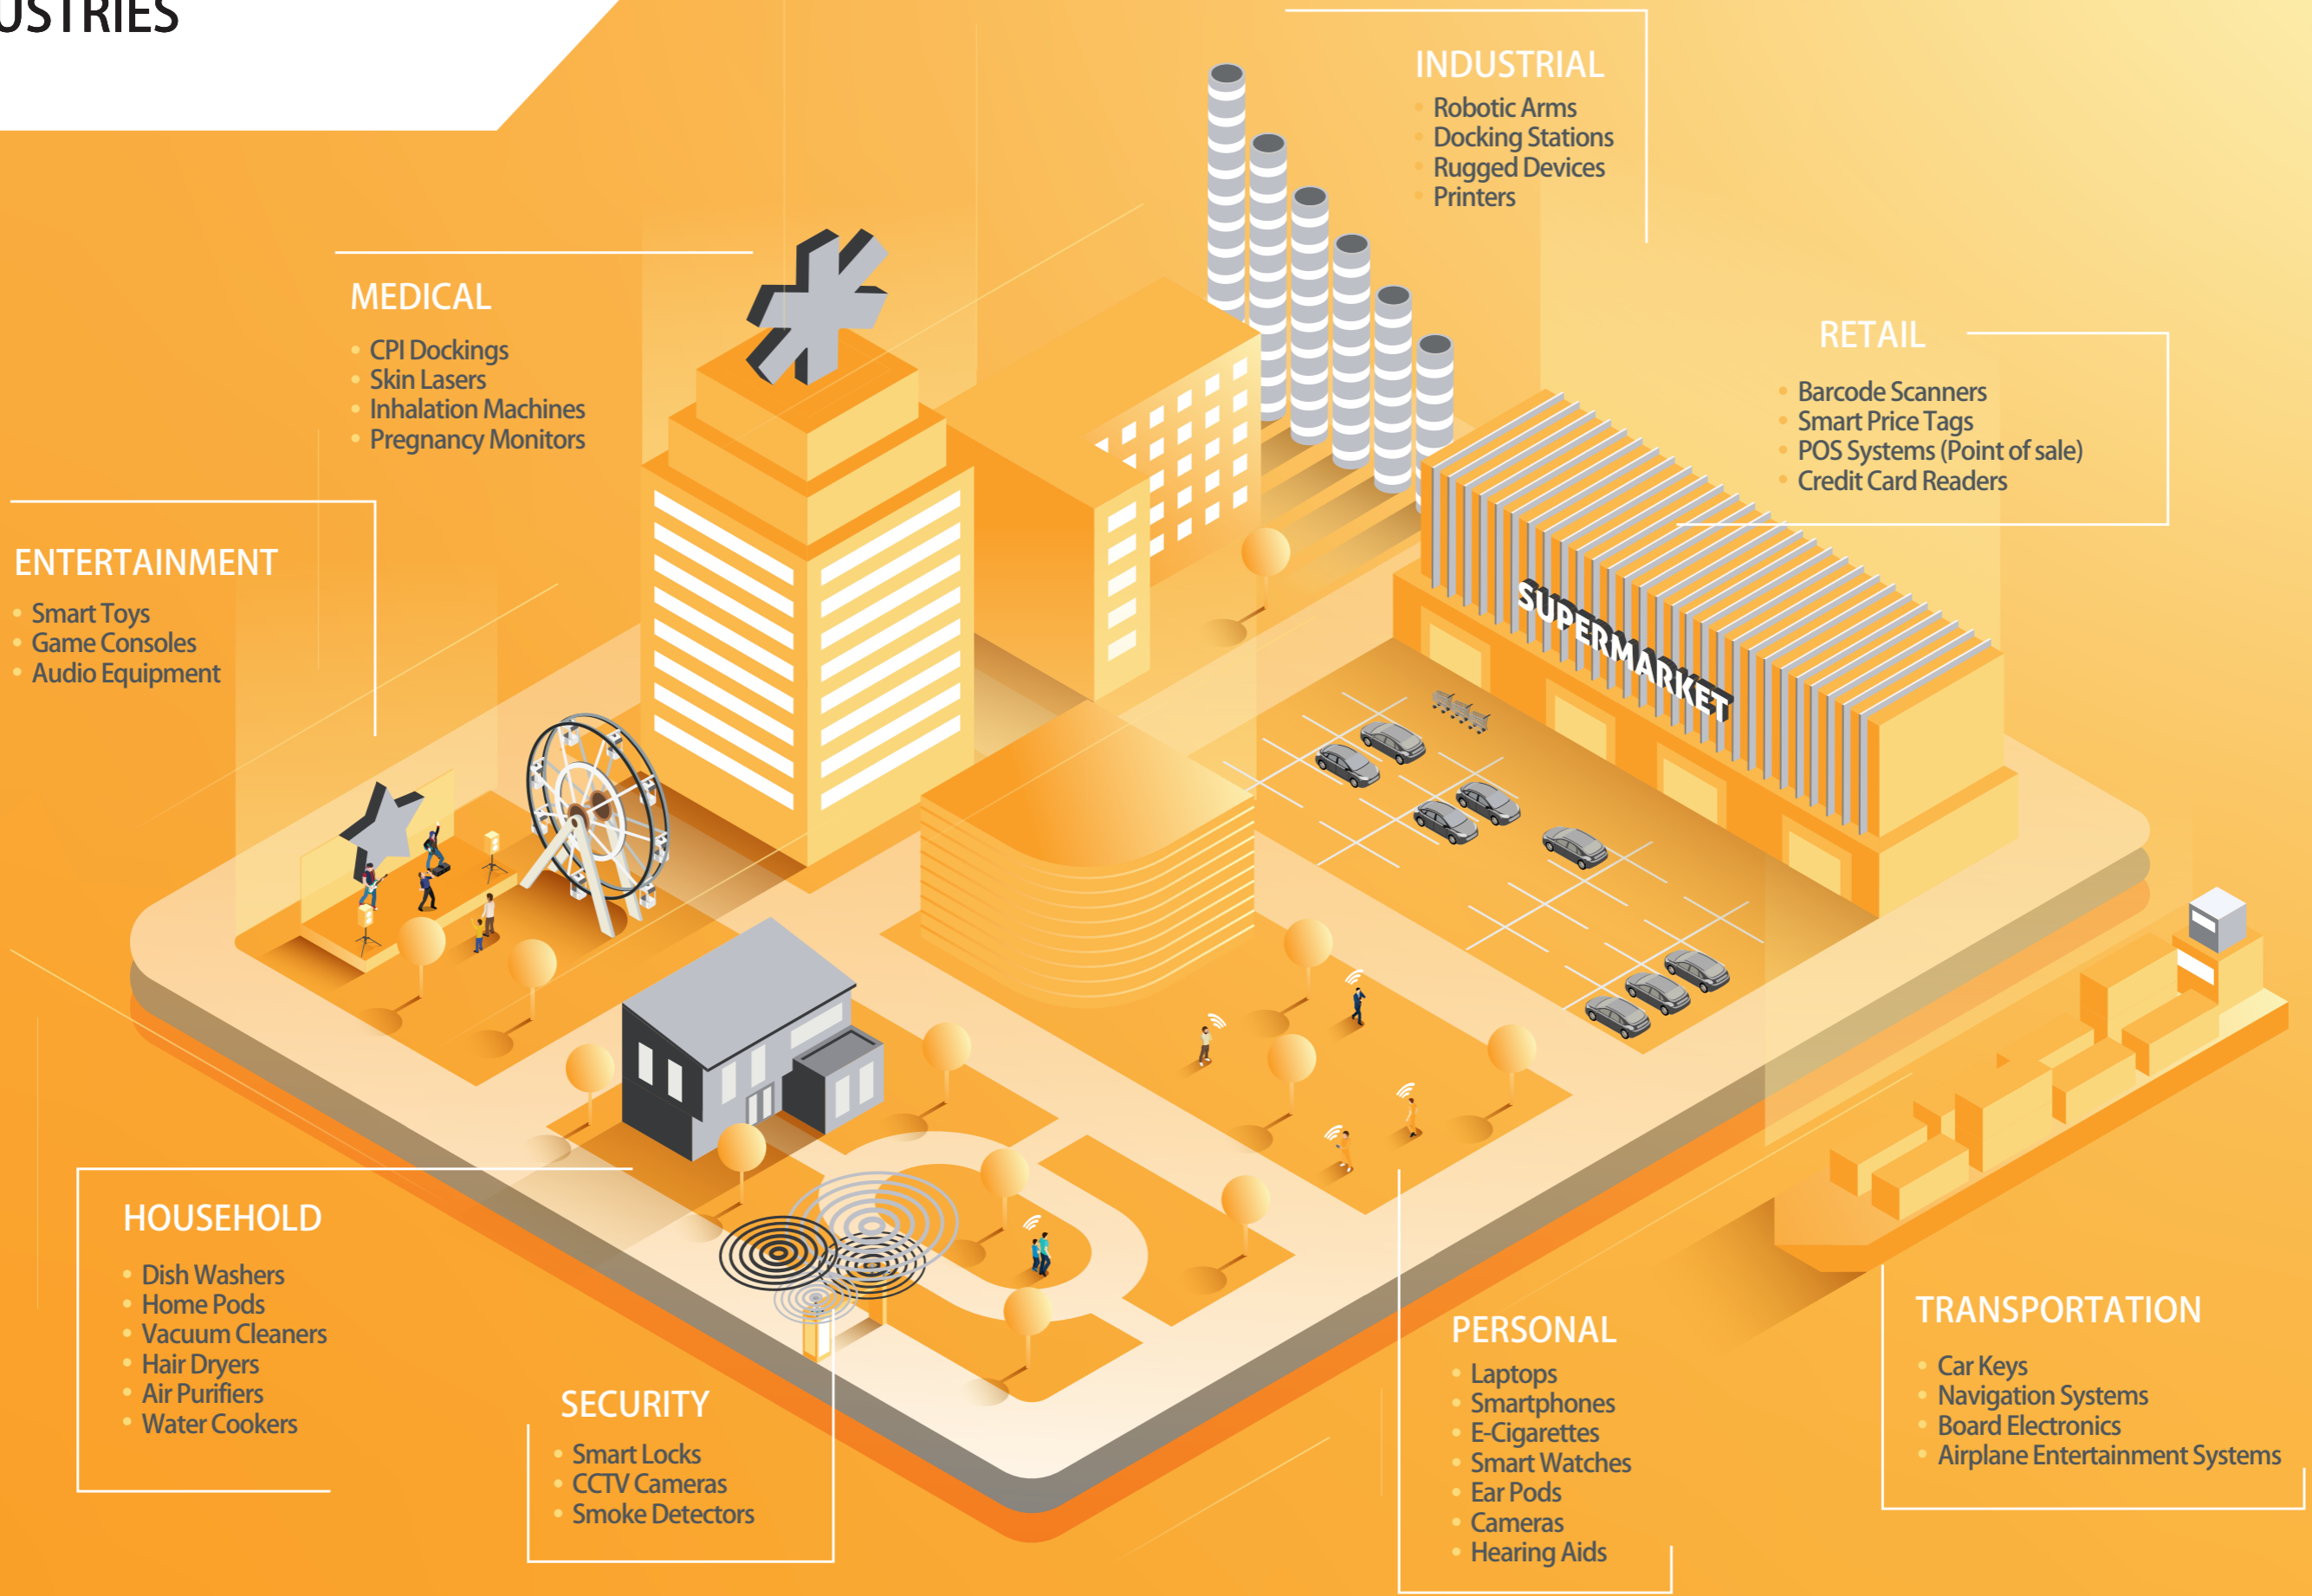 USTRIES
INDUSTRIAL
Robotic Arms
Docking Stations
Rugged Devices
Printers
MEDICAL
CPI Dockings
Skin Lasers
Inhalation Machines
Pregnancy Monitors
RETAIL
Barcode Scanners
Smart Price Tags
POS Systems (Point of sale)
Credit Card Readers
ENTERTAINMENT
Smart Toys
Game Consoles
Audio Equipment
SUPERMARKET
HOUSEHOLD
Dish Washers
Home Pods
Vacuum Cleaners
Hair Dryers
Air Purifiers
Water Cookers
SECURITY
Smart Locks
CCTV Cameras
Smoke Detectors
PERSONAL
Laptops
Smartphones
E-Cigarettes
Smart Watches
Ear Pods
Cameras
Hearing Aids
TRANSPORTATION
Car Keys
Navigation Systems
Board Electronics
Airplane Entertainment Systems